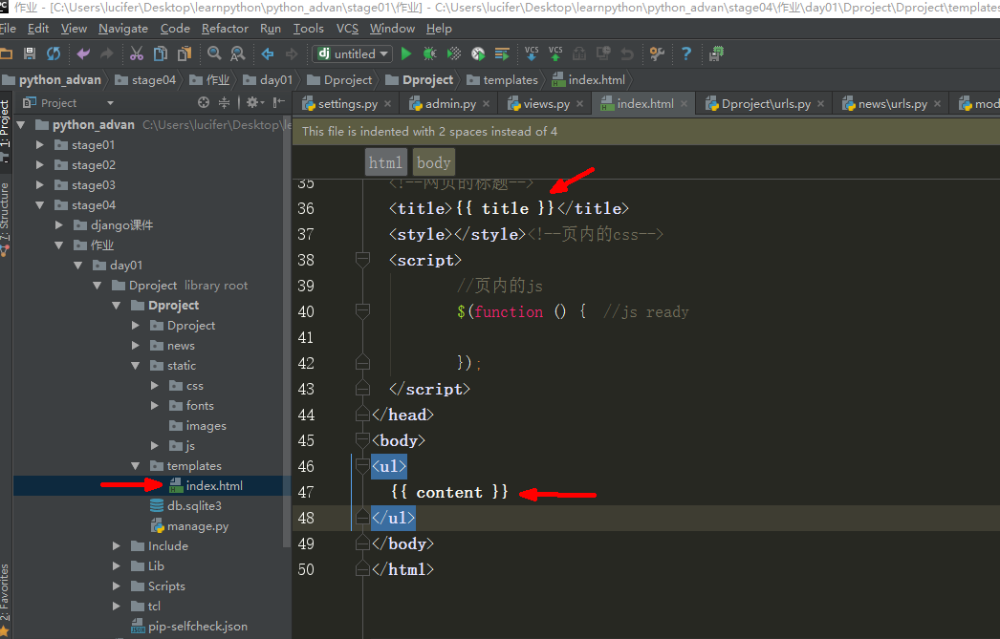 作业 - [C:\Users\lucifer\Desktop\learnpython\python_advan\stage01\作业] - C:\Users\lucifer\Desktop\learnpython\python_advan\stage04\作业\day01\Dproject\Dproject\templates
File Edit View Navigate Code Refactor Run Tools VCS Window Help
dj untitled VCS VCS ?
python_advan stage04 作业 day01 Dproject Dproject templates index.html
Project settings.py admin.py views.py index.html Dproject\urls.py news\urls.py mod
1: Project
7: Structure
2: Favorites
python_advan C:\Users\lucifer\Desktop\le
stage01
stage02
stage03
stage04
django课件
作业
day01
Dproject library root
Dproject
Dproject
news
static
css
fonts
images
js
templates
index.html
db.sqlite3
manage.py
Include
Lib
Scripts
tcl
pip-selfcheck.json
This file is indented with 2 spaces instead of 4
html body
35 <!--网页的标题-->
36 <title>{{ title }}</title>
37 <style></style><!--页内的css-->
38 <script>
39 //页内的js
40 $(function () { //js ready
41
42 });
43 </script>
44 </head>
45 <body>
46 <ul>
47 {{ content }}
48 </ul>
49 </body>
50 </html>